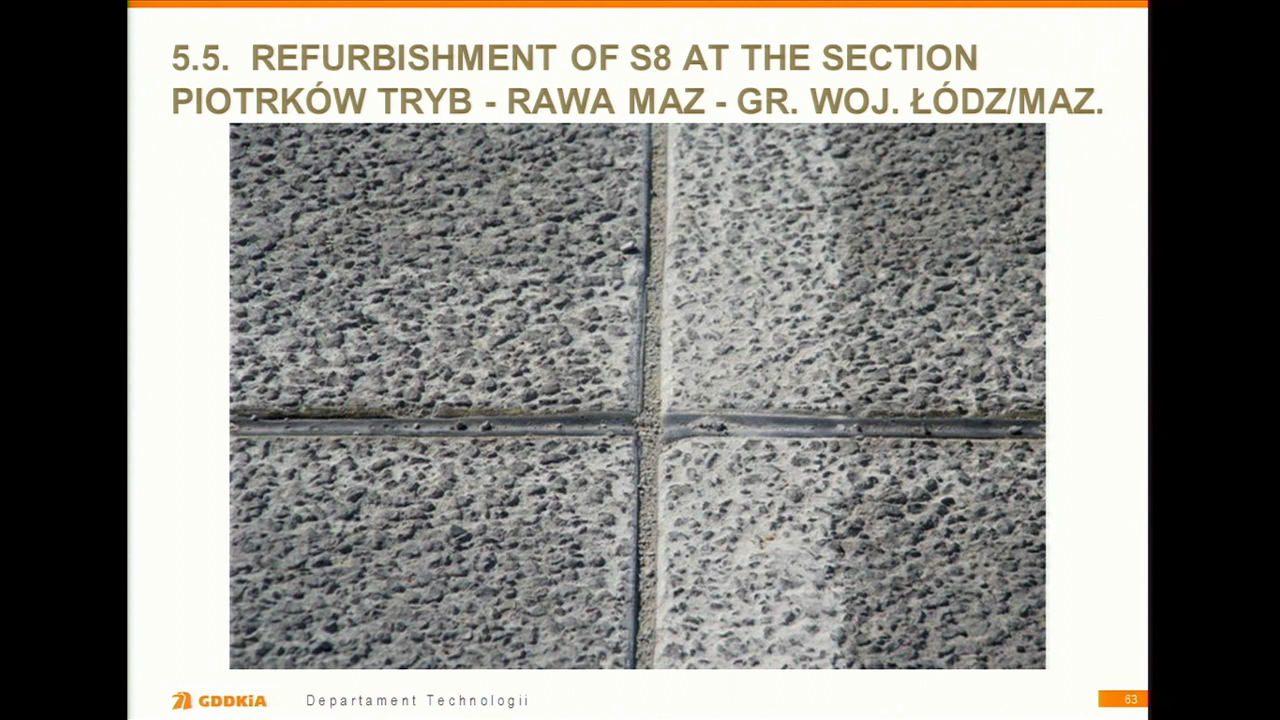 5.5. REFURBISHMENT OF S8 AT THE SECTION
PIOTRKÓW TRYB - RAWA MAZ - GR. WOJ. ŁÓDZ/MAZ.
GDDKiA
Departament Technologii
63